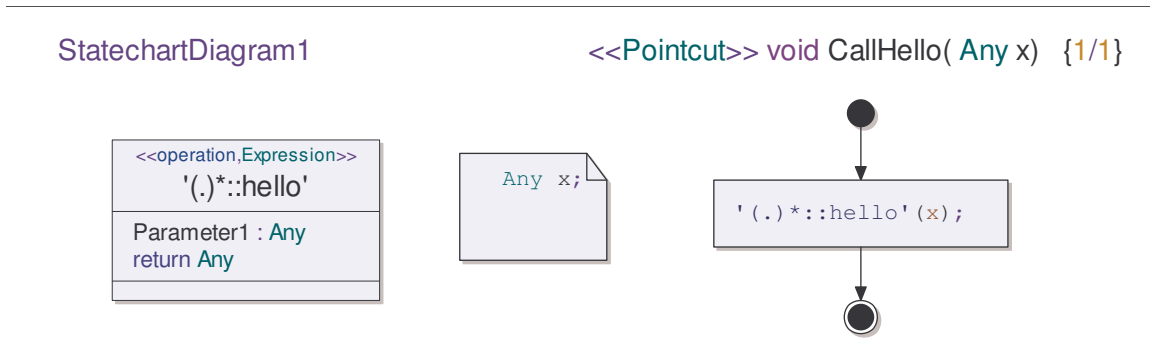 StatechartDiagram1
<<Pointcut>> void CallHello( Any x) {1/1}
<<operation,Expression>>
'(.)*::hello'
Parameter1 : Any
return Any
Any x;
'(.)*::hello'(x);